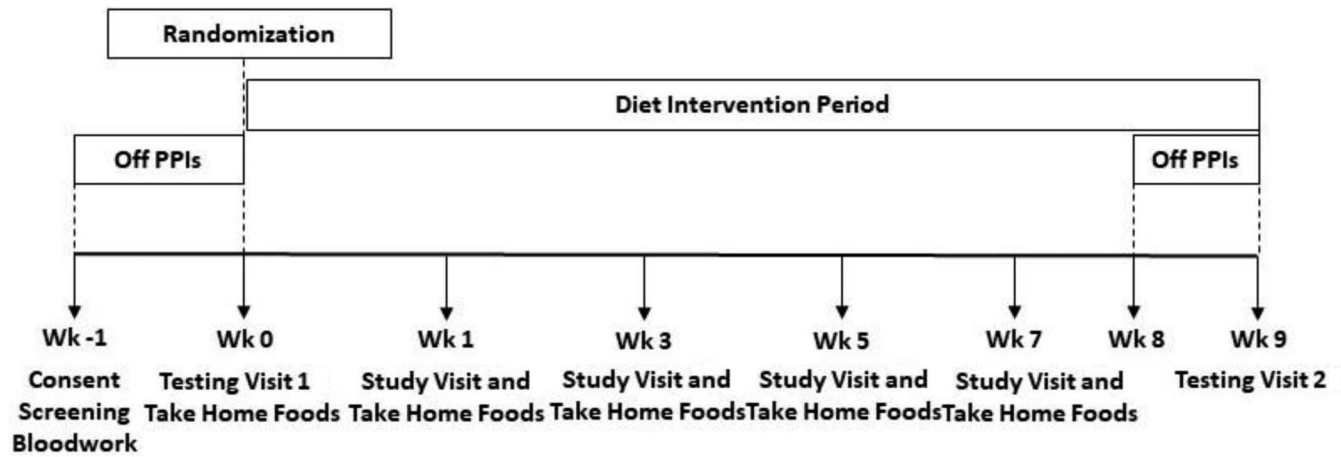 Randomization
Diet Intervention Period
Off PPIs
Off PPIs
Wk -1
Wk 0
Wk 1
Wk 3
Wk 5
Wk 7
Wk 8
Wk 9
Consent
Screening
Bloodwork
Testing Visit 1
Take Home Foods
Study Visit and
Take Home Foods
Study Visit and
Take Home Foods
Study Visit and
Take Home Foods
Study Visit and
Take Home Foods
Testing Visit 2